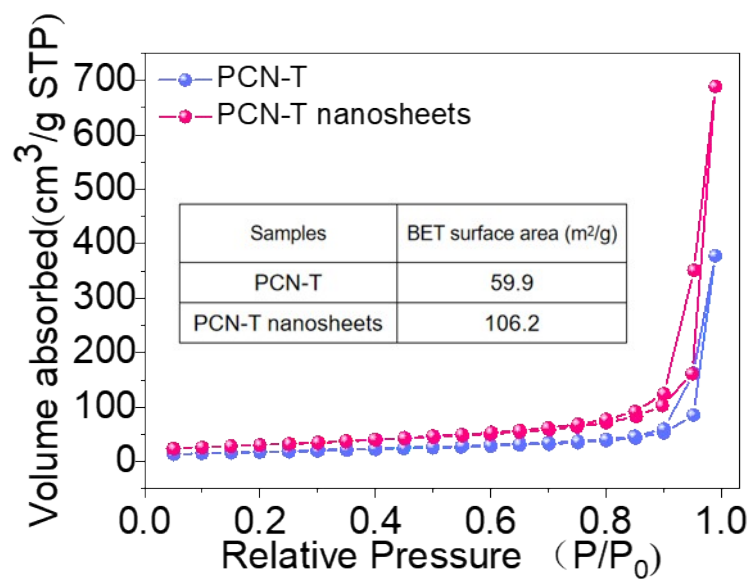 PCN-T
PCN-T nanosheets
700
600
500
400
300
200
100
0
Volume absorbed(cm³/g STP)
Samples BET surface area (m²/g)
PCN-T 59.9
PCN-T nanosheets 106.2
0.0 0.2 0.4 0.6 0.8 1.0
Relative Pressure （P/P₀）